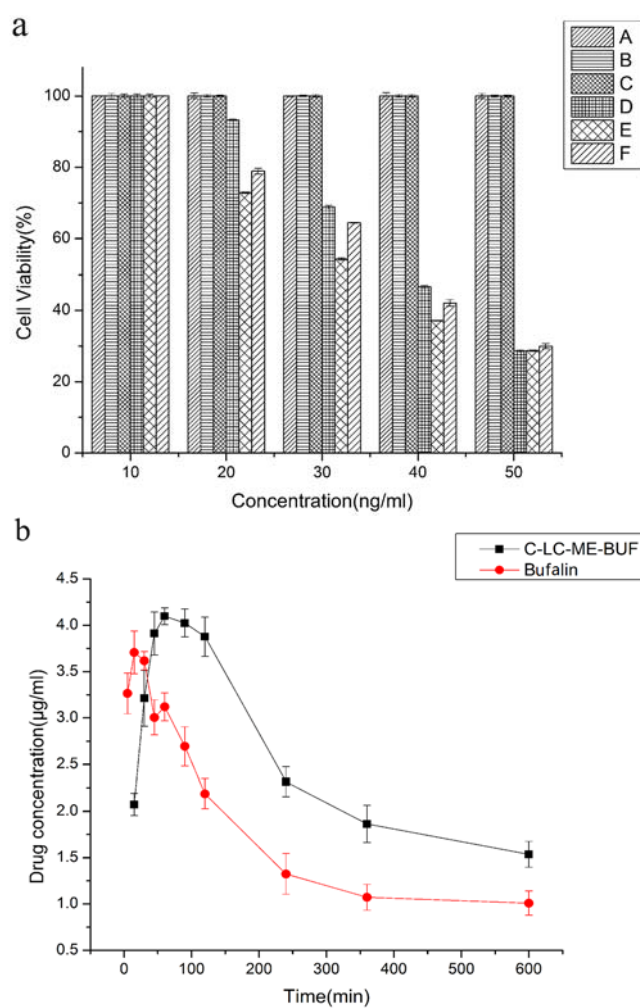 a
A
B
C
D
E
F
100
80
60
40
20
0
Cell Viability(%)
10 20 30 40 50
Concentration(ng/ml)
b
C-LC-ME-BUF
Bufalin
4.5
4.0
3.5
3.0
2.5
2.0
1.5
1.0
0.5
Drug concentration(μg/ml)
0 100 200 300 400 500 600
Time(min)